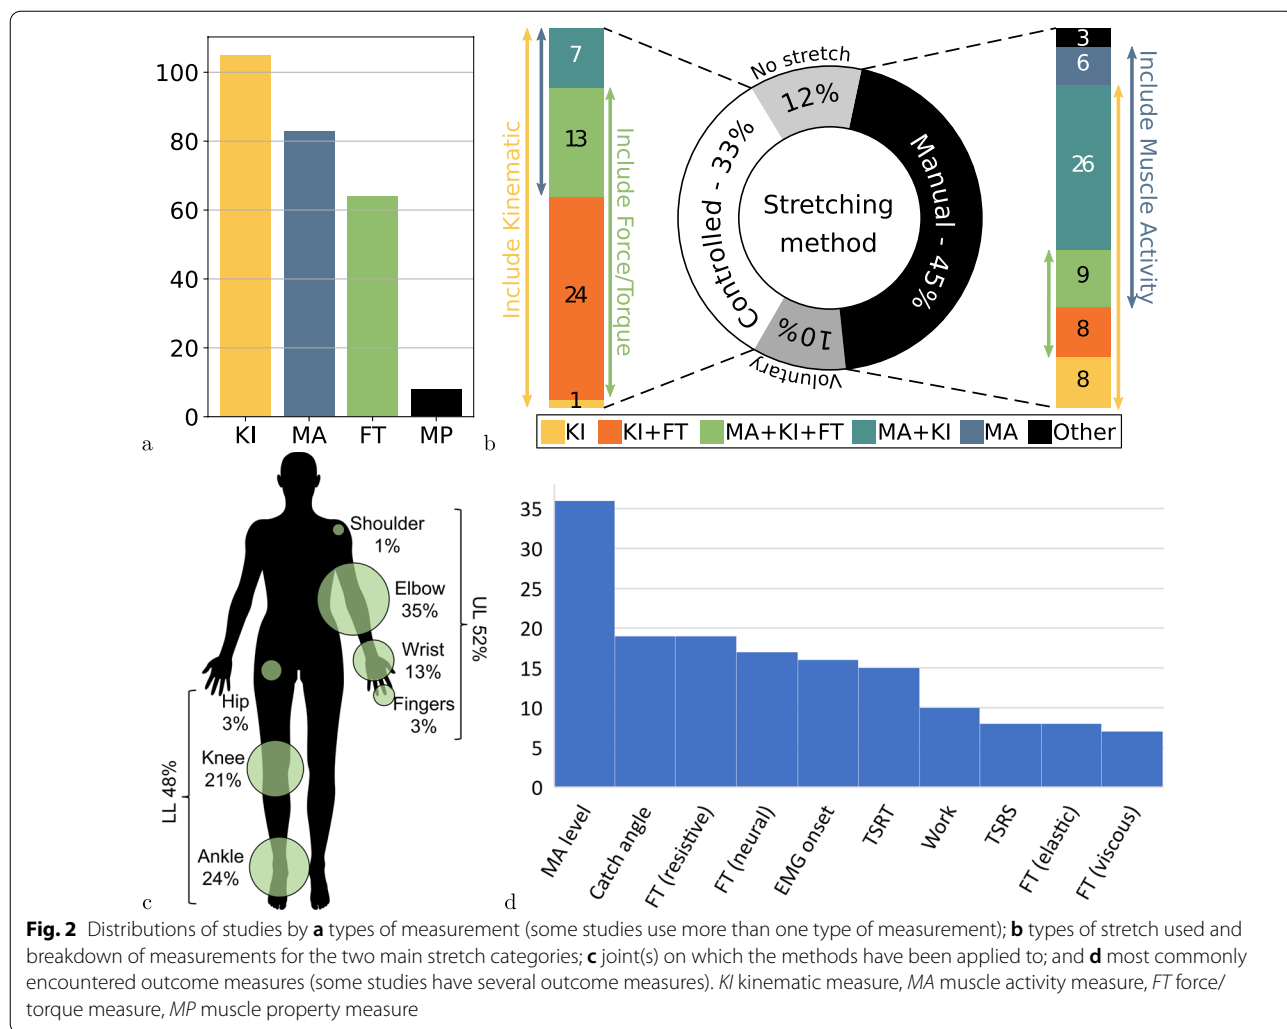 100
80
60
40
20
0
KI MA FT MP
a
Include Kinematic
7
13
24
1
Include Force/Torque
No stretch
12%
Controlled - 33%
Manual - 45%
Stretching
method
10%
Voluntary
3
6
26
9
8
8
Include Muscle Activity
b
KI KI+FT MA+KI+FT MA+KI MA Other
Shoulder
1%
Elbow
35%
UL 52%
Wrist
13%
Hip
3%
Fingers
3%
Knee
21%
LL 48%
Ankle
24%
c
35
30
25
20
15
10
5
0
MA level
Catch angle
FT (resistive)
FT (neural)
EMG onset
TSRT
Work
TSRS
FT (elastic)
FT (viscous)
d
Fig. 2 Distributions of studies by a types of measurement (some studies use more than one type of measurement); b types of stretch used and
breakdown of measurements for the two main stretch categories; c joint(s) on which the methods have been applied to; and d most commonly
encountered outcome measures (some studies have several outcome measures). KI kinematic measure, MA muscle activity measure, FT force/
torque measure, MP muscle property measure